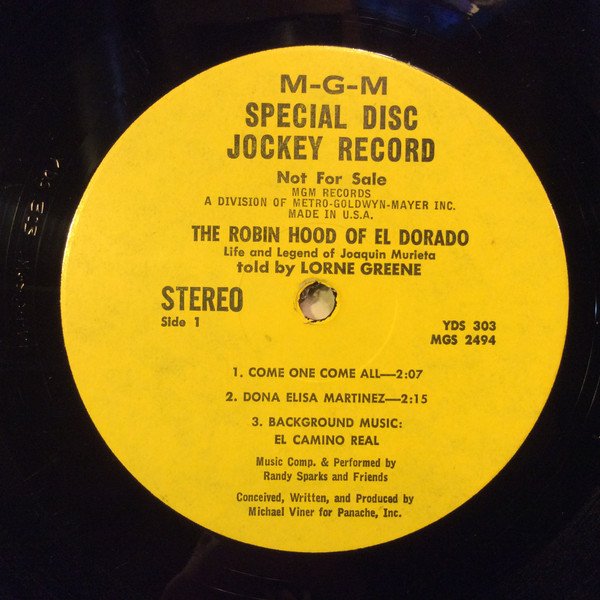 M-G-M
SPECIAL DISC
JOCKEY RECORD
Not For Sale
MGM RECORDS
A DIVISION OF METRO-GOLDWYN-MAYER INC.
MADE IN U.S.A.
THE ROBIN HOOD OF EL DORADO
Life and Legend of Joaquin Murieta
told by LORNE GREENE
STEREO
Side 1
YDS 303
MGS 2494
1. COME ONE COME ALL—2:07
2. DONA ELISA MARTINEZ—2:15
3. BACKGROUND MUSIC:
EL CAMINO REAL
Music Comp. & Performed by
Randy Sparks and Friends
Conceived, Written, and Produced by
Michael Viner for Panache, Inc.